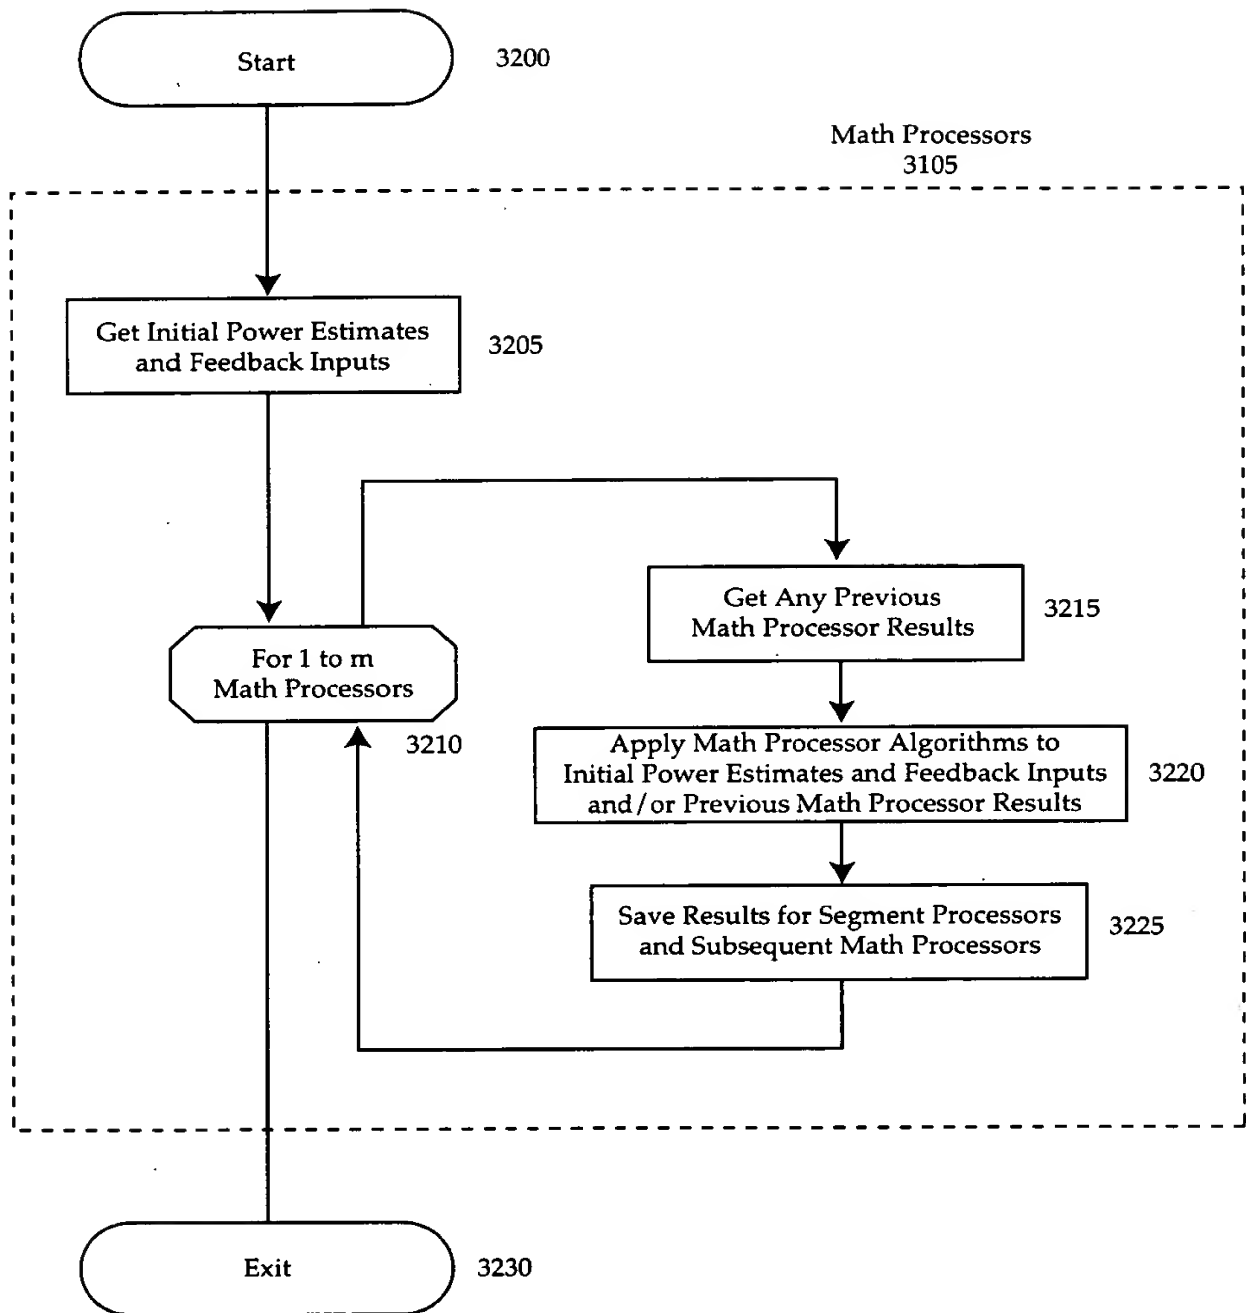 Start
3200
Math Processors
3105
Get Initial Power Estimates
and Feedback Inputs
3205
Get Any Previous
Math Processor Results
3215
For 1 to m
Math Processors
3210
Apply Math Processor Algorithms to
Initial Power Estimates and Feedback Inputs
and/or Previous Math Processor Results
3220
Save Results for Segment Processors
and Subsequent Math Processors
3225
Exit
3230